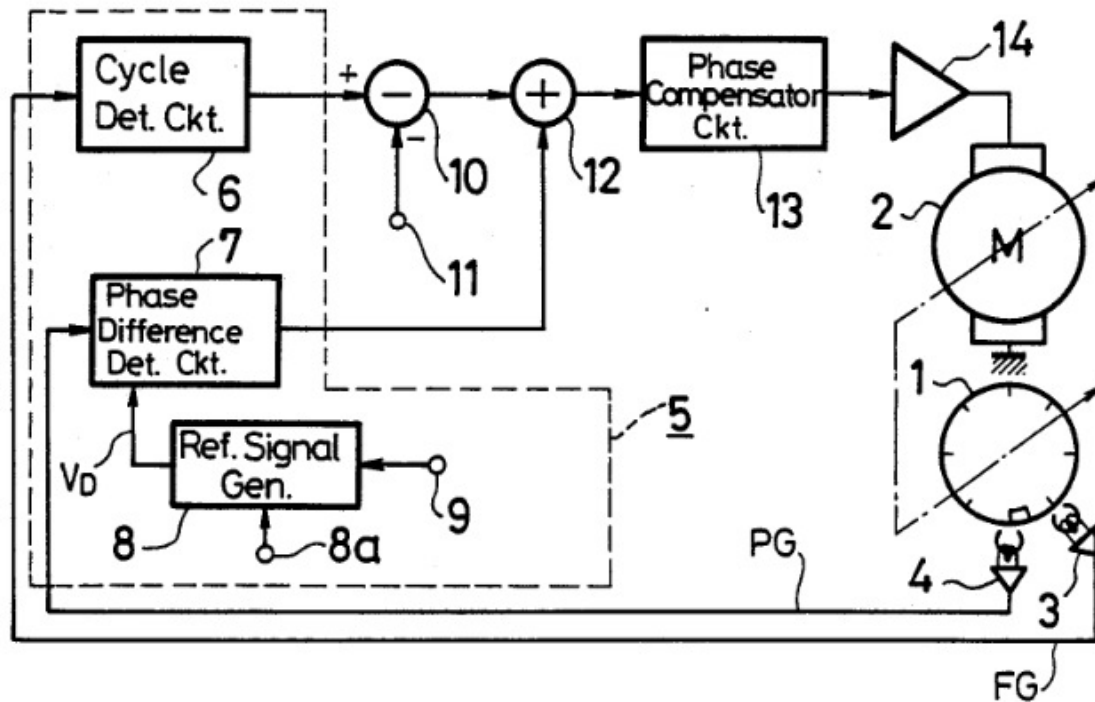 Cycle
Det. Ckt.
6
+
−
−
10
11
+
12
Phase
Compensator
Ckt.
13
14
2
M
7
Phase
Difference
Det. Ckt.
VD
Ref. Signal
Gen.
8
8a
9
5
1
PG
4
3
FG